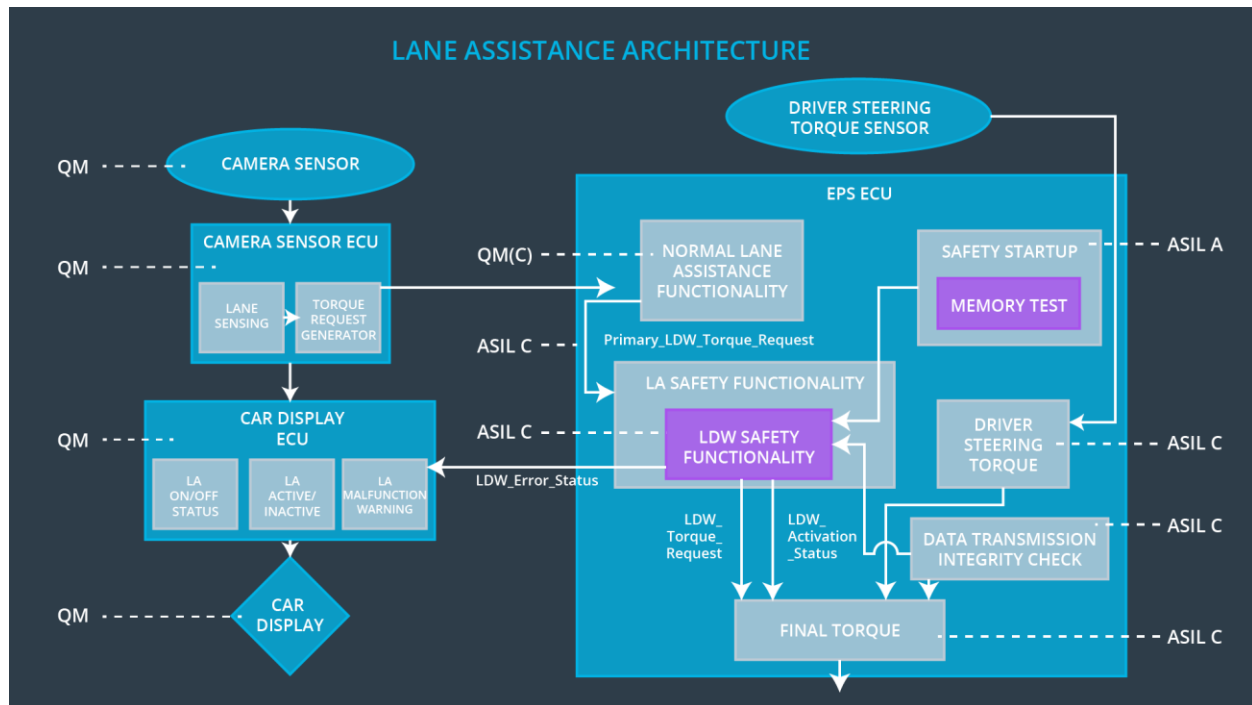 LANE ASSISTANCE ARCHITECTURE
DRIVER STEERING
TORQUE SENSOR
QM
CAMERA SENSOR
QM
CAMERA SENSOR ECU
LANE
SENSING
TORQUE
REQUEST
GENERATOR
QM
CAR DISPLAY
ECU
LA
ON/OFF
STATUS
LA
ACTIVE/
INACTIVE
LA
MALFUNCTION
WARNING
QM
CAR
DISPLAY
EPS ECU
QM(C)
NORMAL LANE
ASSISTANCE
FUNCTIONALITY
SAFETY STARTUP
MEMORY TEST
ASIL A
ASIL C
Primary_LDW_Torque_Request
LA SAFETY FUNCTIONALITY
ASIL C
LDW SAFETY
FUNCTIONALITY
LDW_Error_Status
DRIVER
STEERING
TORQUE
ASIL C
LDW_
Torque_
Request
LDW_
Activation
_Status
DATA TRANSMISSION
INTEGRITY CHECK
ASIL C
FINAL TORQUE
ASIL C